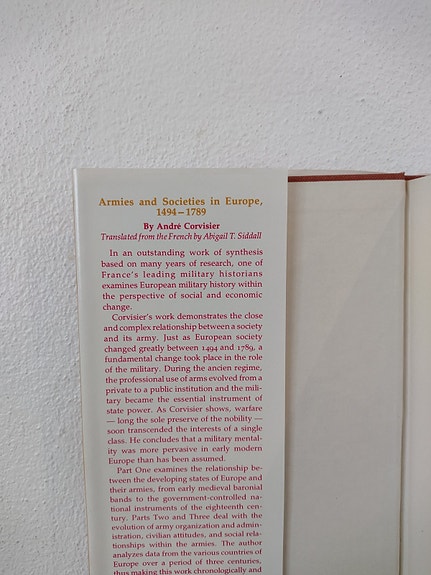 Armies and Societies in Europe,
1494–1789
By André Corvisier
Translated from the French by Abigail T. Siddall
In an outstanding work of synthesis
based on many years of research, one of
France's leading military historians
examines European military history within
the perspective of social and economic
change.
Corvisier's work demonstrates the close
and complex relationship between a society
and its army. Just as European society
changed greatly between 1494 and 1789, a
fundamental change took place in the role
of the military. During the ancien regime,
the professional use of arms evolved from a
private to a public institution and the mili-
tary became the essential instrument of
state power. As Corvisier shows, warfare
— long the sole preserve of the nobility —
soon transcended the interests of a single
class. He concludes that a military mental-
ity was more pervasive in early modern
Europe than has been assumed.
Part One examines the relationship be-
tween the developing states of Europe and
their armies, from early medieval baronial
bands to the government-controlled na-
tional instruments of the eighteenth cen-
tury. Parts Two and Three deal with the
evolution of army organization and admin-
istration, civilian attitudes, and social rela-
tionships within the armies. The author
analyzes data from the various countries of
Europe over a period of three centuries,
thus making this work chronologically and